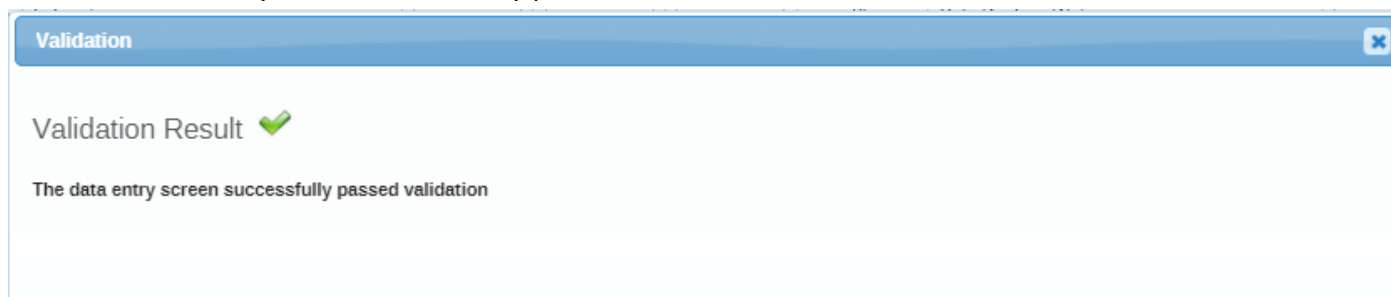 Validation
Validation Result
The data entry screen successfully passed validation